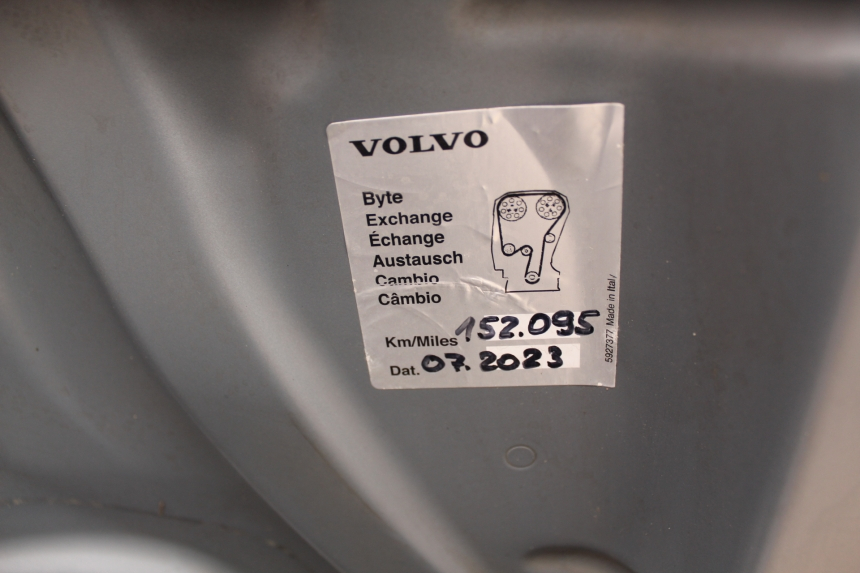 VOLVO
Byte
Exchange
Échange
Austausch
Cambio
Câmbio
Km/Miles 152.095
Dat. 07.2023
5927377 Made in Italy